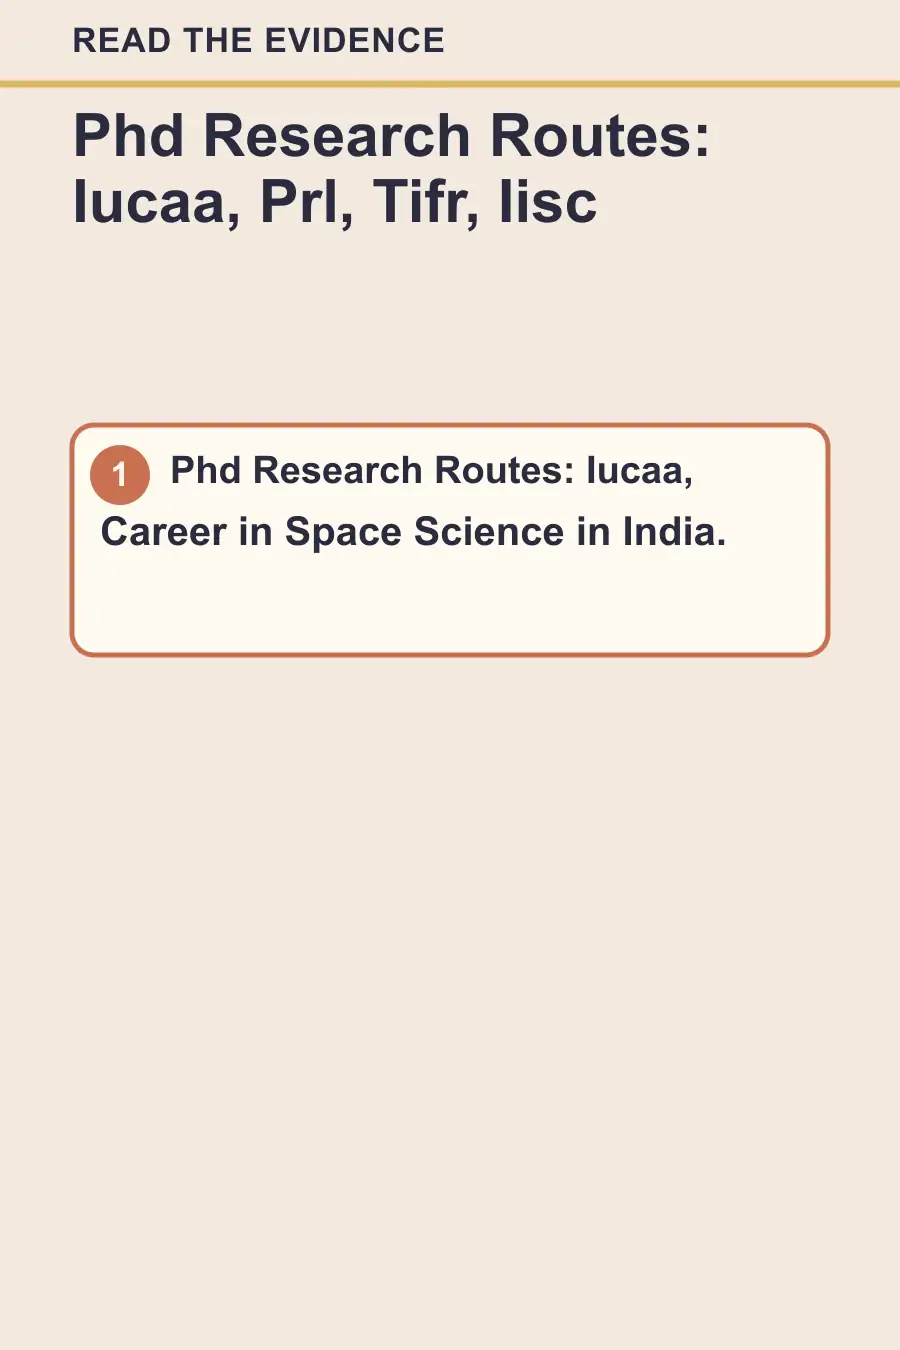 READ THE EVIDENCE
Phd Research Routes:
Iucaa, Prl, Tifr, Iisc
1 Phd Research Routes: Iucaa,
Career in Space Science in India.